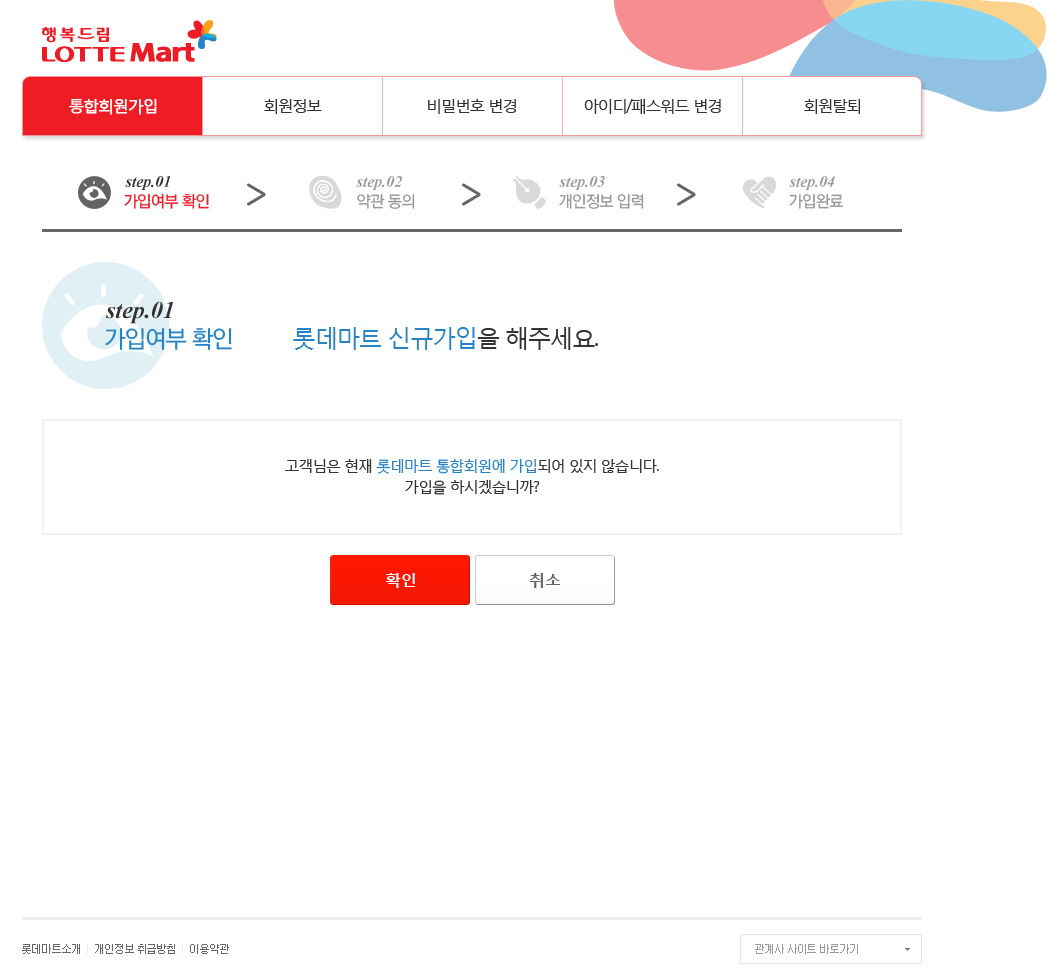 행복드림
LOTTE Mart
통합회원가입 회원정보 비밀번호 변경 아이디/패스워드 변경 회원탈퇴
step.01
가입여부 확인
>
step.02
약관 동의
>
step.03
개인정보 입력
>
step.04
가입완료
step.01
가입여부 확인
롯데마트 신규가입을 해주세요.
고객님은 현재 롯데마트 통합회원에 가입되어 있지 않습니다.
가입을 하시겠습니까?
확인 취소
롯데마트소개 개인정보 취급방침 이용약관
관계사 사이트 바로가기